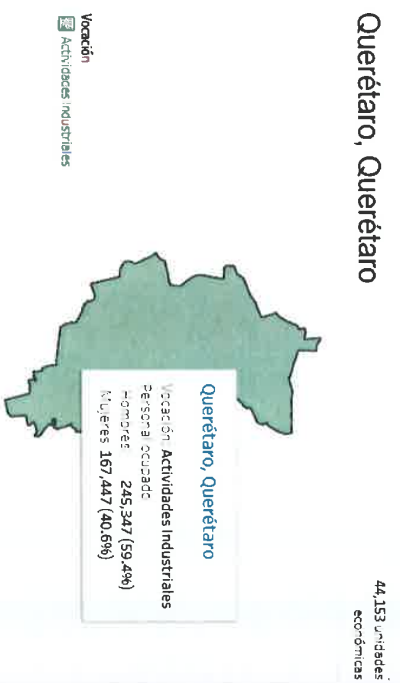 Querétaro, Querétaro
44,153 unidades
económicas
Querétaro, Querétaro
Vocación: Actividades Industriales
Personal ocupado
Hombres 245,347 (59.4%)
Mujeres 167,447 (40.6%)
Vocación
Actividades Industriales